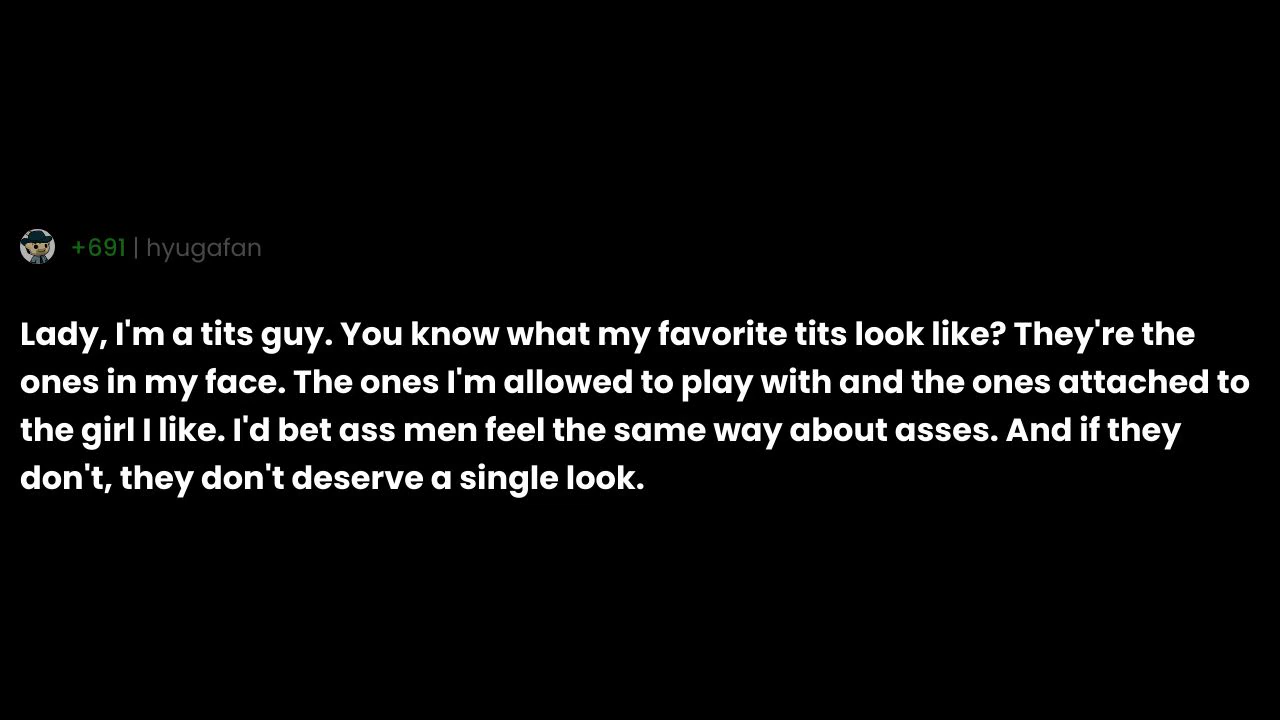 +691 | hyugafan
Lady, I'm a tits guy. You know what my favorite tits look like? They're the
ones in my face. The ones I'm allowed to play with and the ones attached to
the girl I like. I'd bet ass men feel the same way about asses. And if they
don't, they don't deserve a single look.